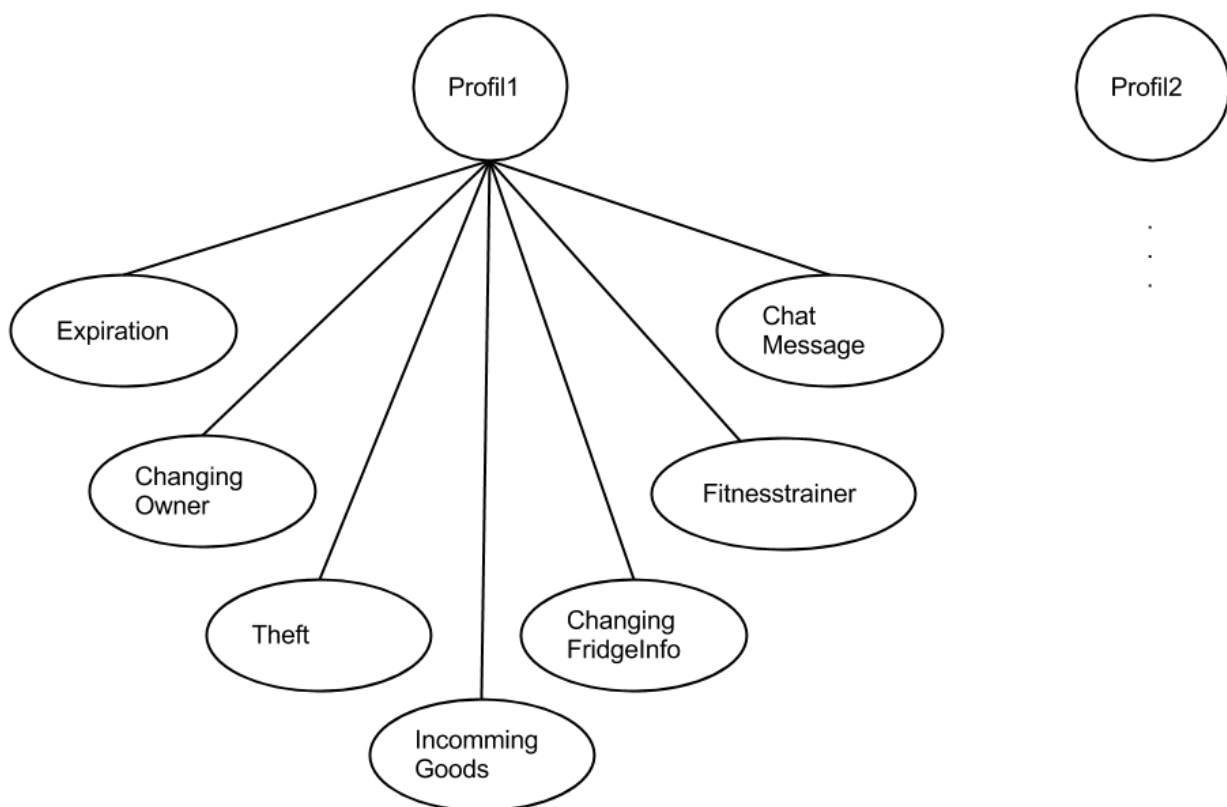 Profil1
Profil2
Expiration
Chat
Message
Changing
Owner
Fitnesstrainer
Theft
Changing
FridgeInfo
Incomming
Goods